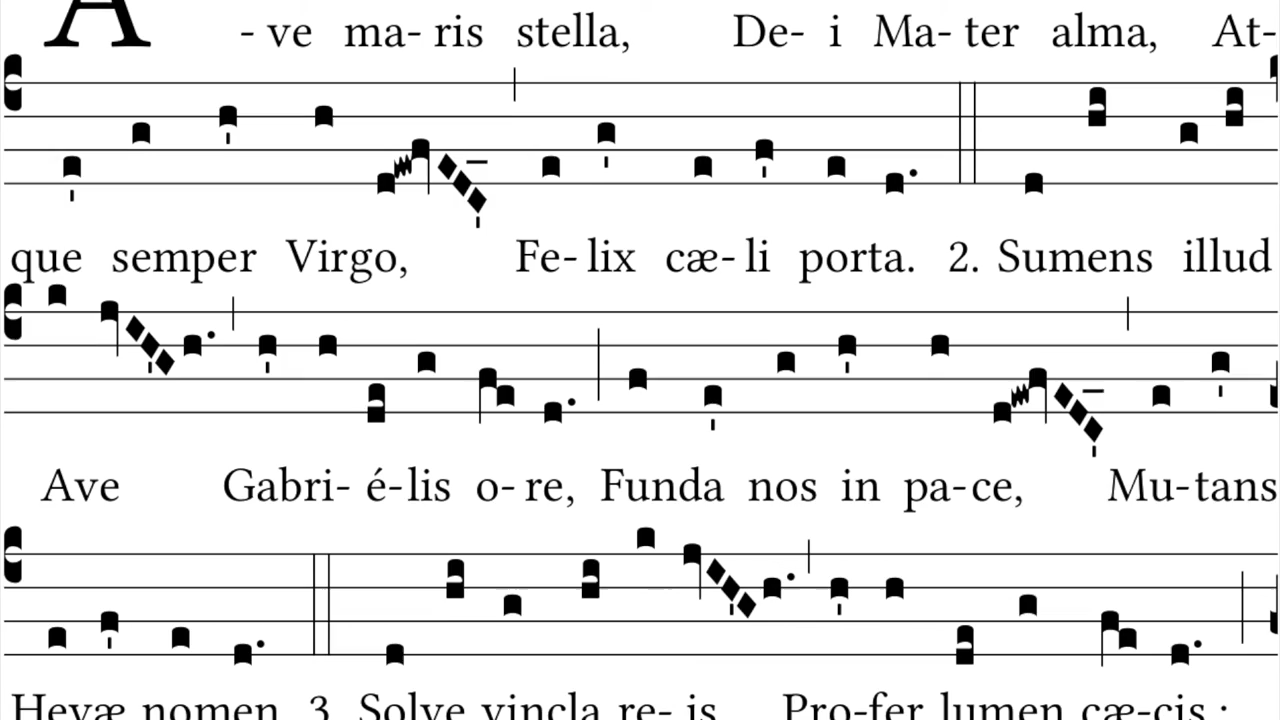 A - ve ma- ris stella, De- i Ma- ter alma, At-
que semper Virgo, Fe- lix cæ- li porta. 2. Sumens illud
Ave Gabri- é- lis o- re, Funda nos in pa- ce, Mu- tans
Hevæ nomen. 3. Solve vincla re- is, Pro- fer lumen cæ- cis :